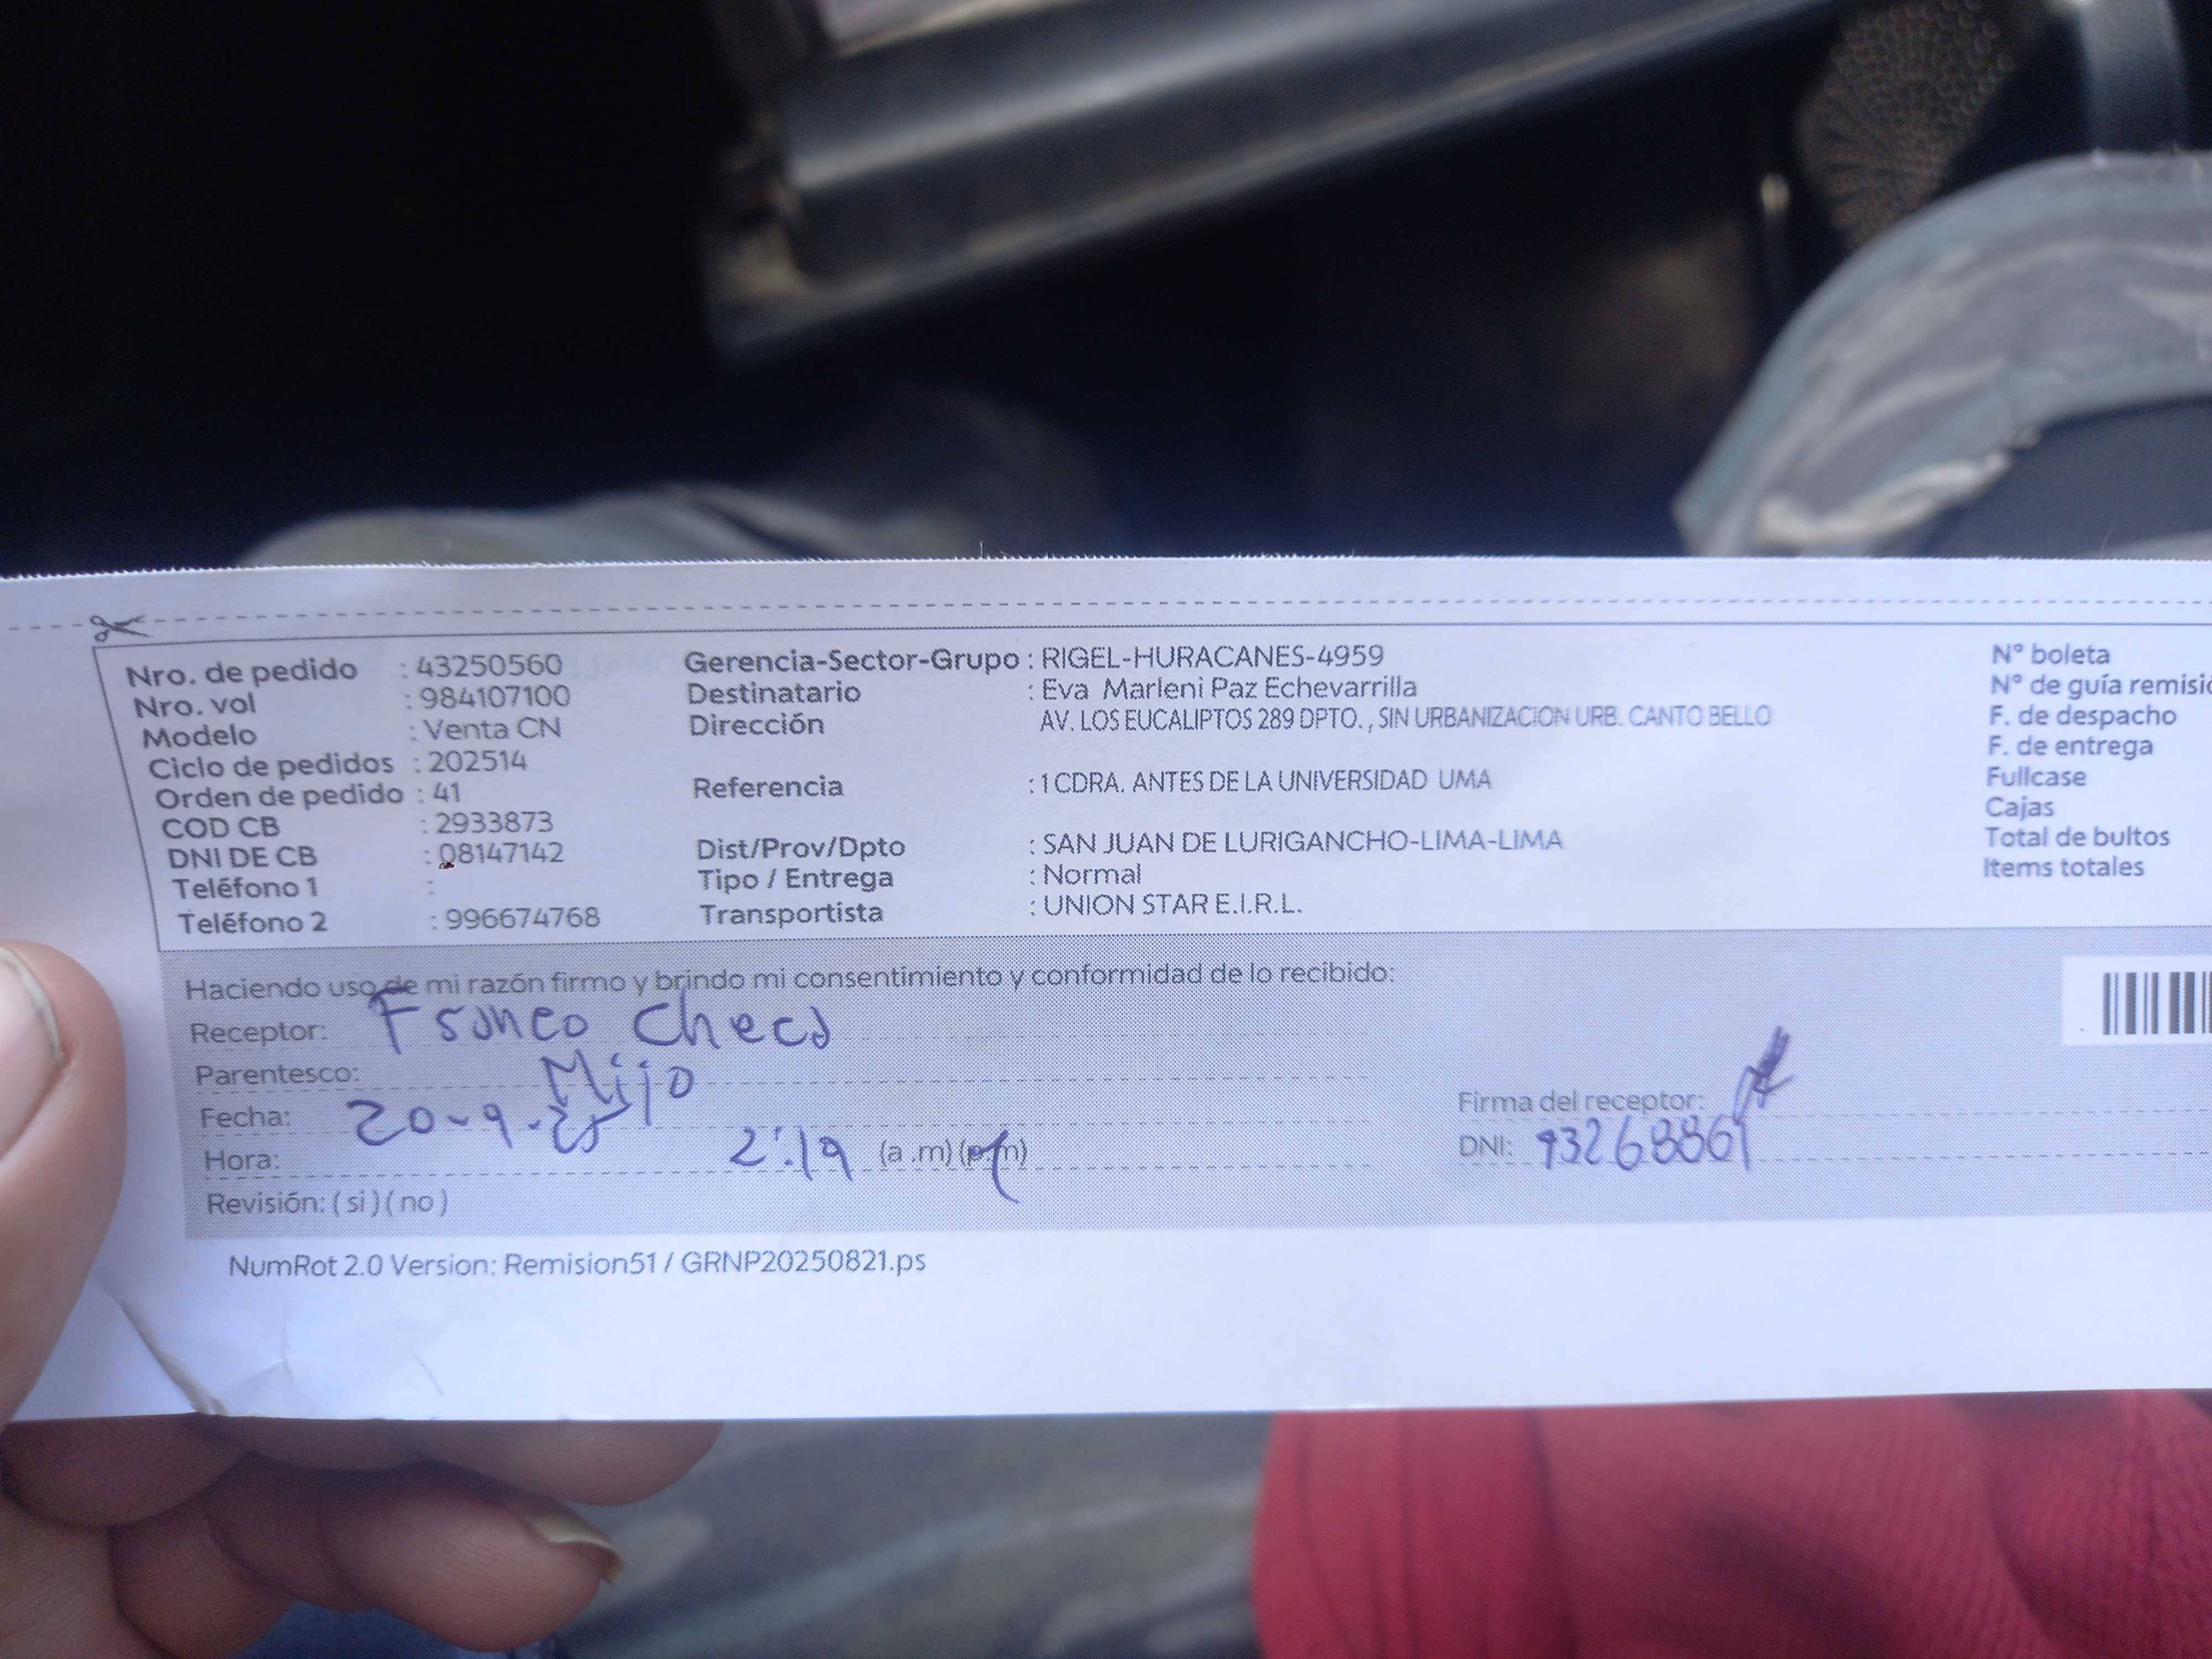 Nro. de pedido : 43250560
Nro. vol : 984107100
Modelo : Venta CN
Ciclo de pedidos : 202514
Orden de pedido : 41
COD CB : 2933873
DNI DE CB : 08147142
Teléfono 1 :
Teléfono 2 : 996674768
Gerencia-Sector-Grupo : RIGEL-HURACANES-4959
Destinatario : Eva Marleni Paz Echevarrilla
Dirección AV. LOS EUCALIPTOS 289 DPTO. , SIN URBANIZACION URB. CANTO BELLO
Referencia : 1 CDRA. ANTES DE LA UNIVERSIDAD UMA
Dist/Prov/Dpto : SAN JUAN DE LURIGANCHO-LIMA-LIMA
Tipo / Entrega : Normal
Transportista : UNION STAR E.I.R.L.
N° boleta
N° de guía
F. de despacho
F. de entrega
Fullcase
Cajas
Total de bultos
Items totales
Haciendo uso de mi razón firmo y brindo mi consentimiento y conformidad de lo recibido:
Receptor:
Parentesco:
Fecha: 20-9-25
Hora: 2:19 (a .m) (p.m)
Revisión: ( si ) ( no )
Firma del receptor:
DNI:
NumRot 2.0 Version: Remision51 / GRNP20250821.ps